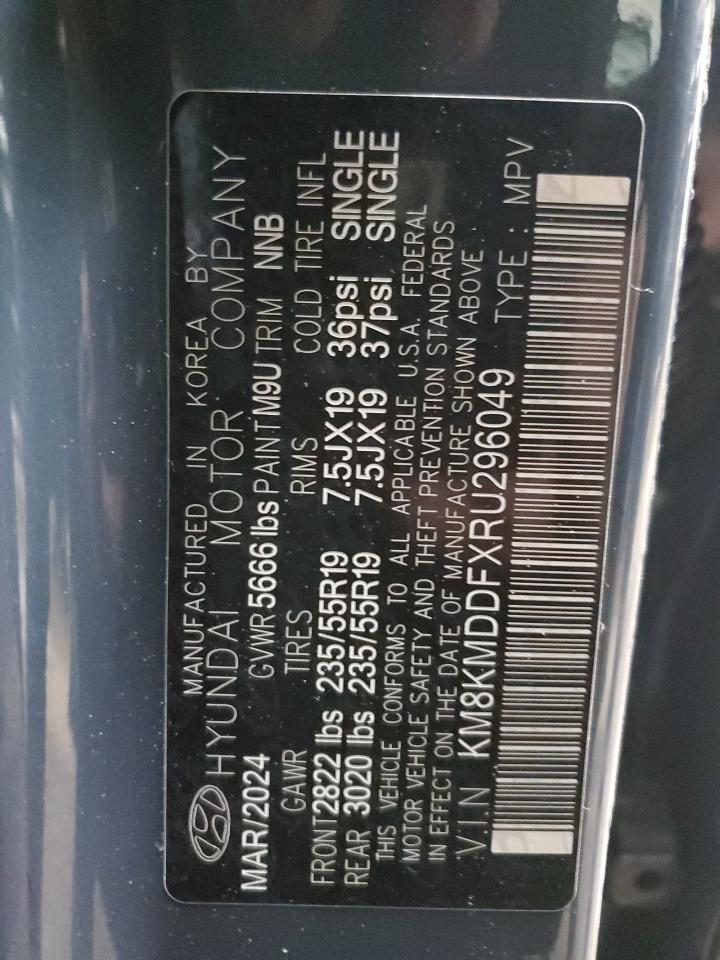 MANUFACTURED IN KOREA BY
HYUNDAI MOTOR COMPANY
MAR/2024 GVWR 5666 lbs PAINT M9U TRIM NNB
GAWR TIRES RIMS COLD TIRE INFL
FRONT 2822 lbs 235/55R19 7.5JX19 36psi SINGLE
REAR 3020 lbs 235/55R19 7.5JX19 37psi SINGLE
THIS VEHICLE CONFORMS TO ALL APPLICABLE U.S.A. FEDERAL
MOTOR VEHICLE SAFETY AND THEFT PREVENTION STANDARDS
IN EFFECT ON THE DATE OF MANUFACTURE SHOWN ABOVE
V.I.N KM8KMDDFXRU296049 TYPE : MPV